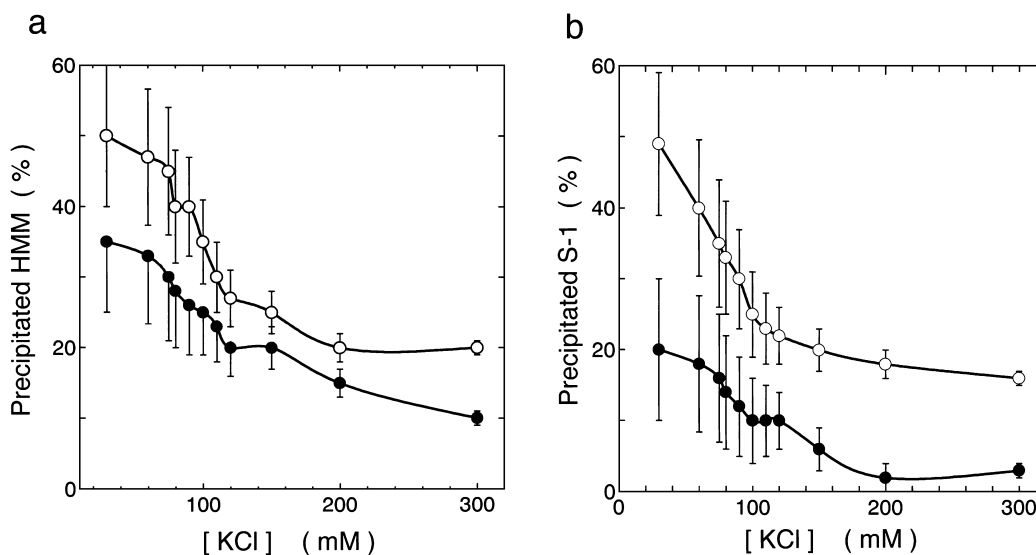 a
b
60
40
20
0
Precipitated HMM ( % )
100
200
300
[ KCl ] ( mM )
60
40
20
0
Precipitated S-1 ( % )
0
100
200
300
[ KCl ] ( mM )